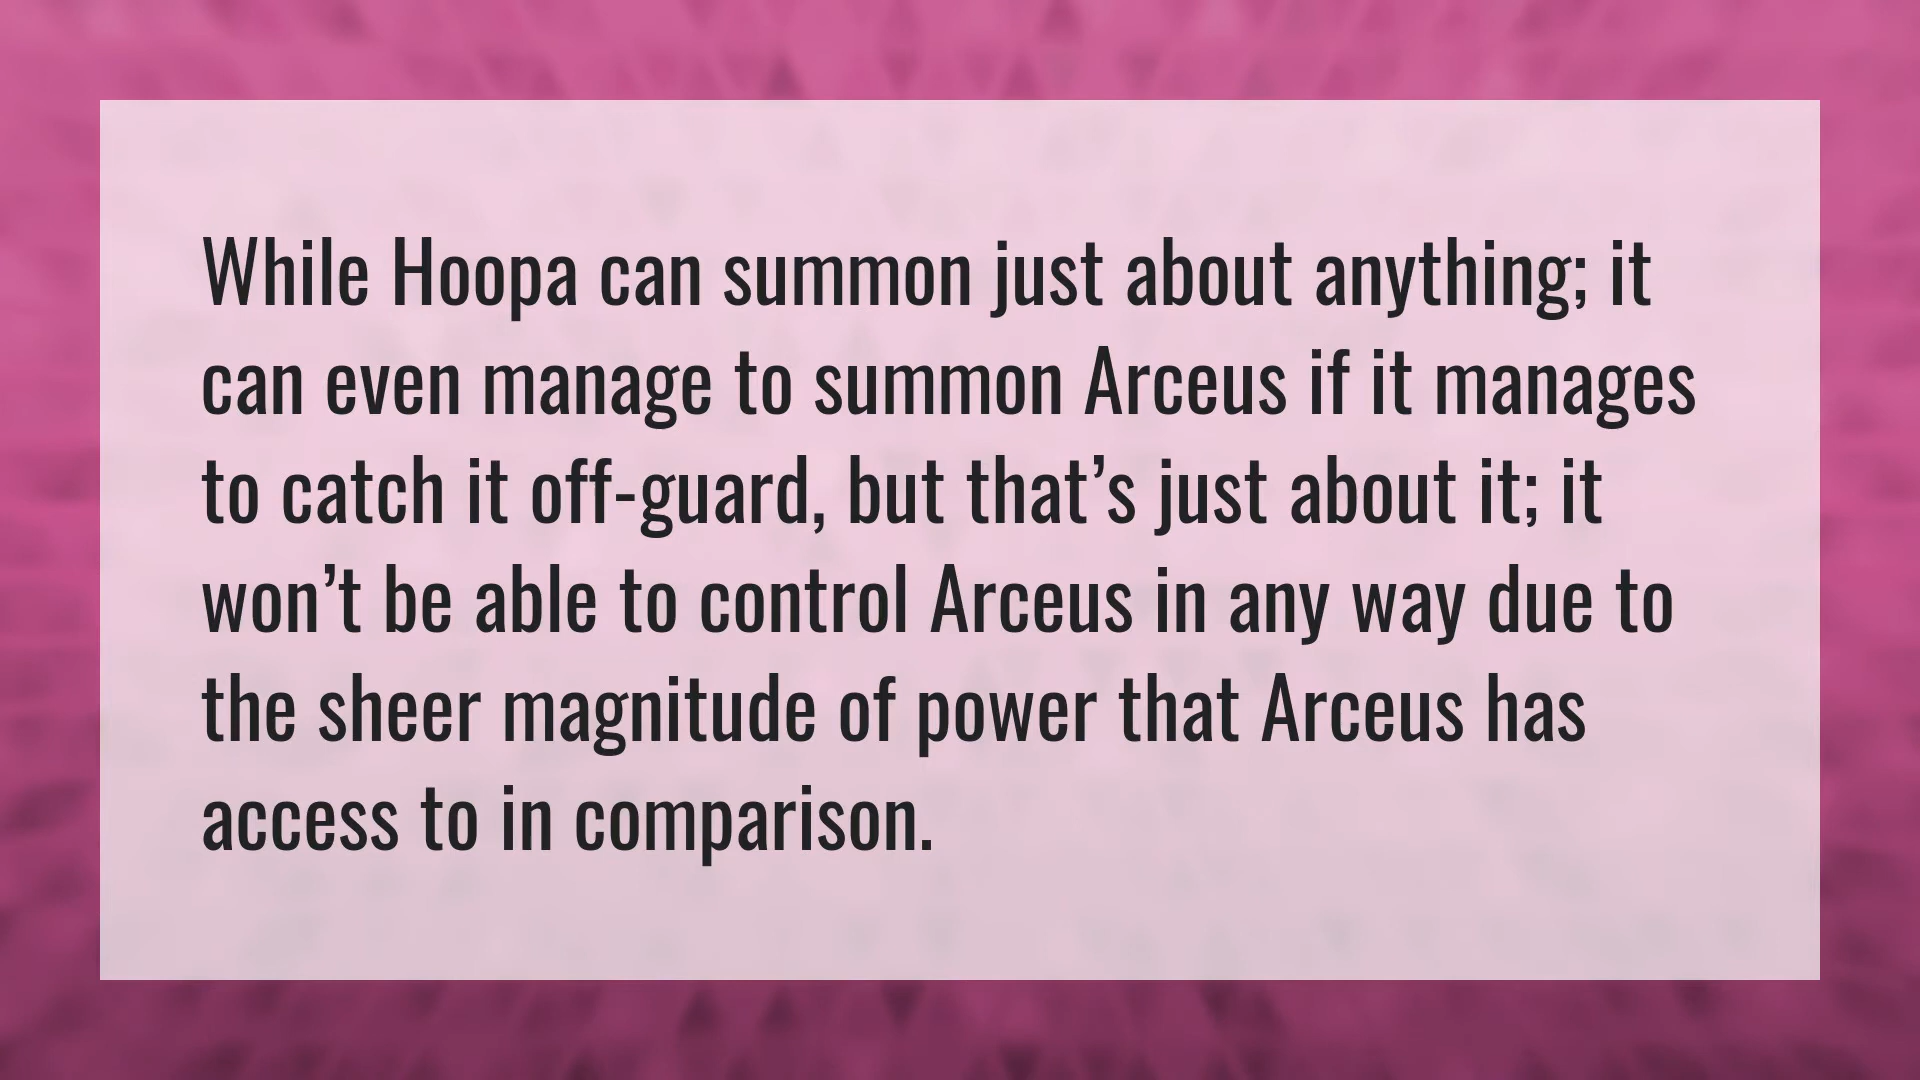 While Hoopa can summon just about anything; it
can even manage to summon Arceus if it manages
to catch it off-guard, but that’s just about it; it
won’t be able to control Arceus in any way due to
the sheer magnitude of power that Arceus has
access to in comparison.